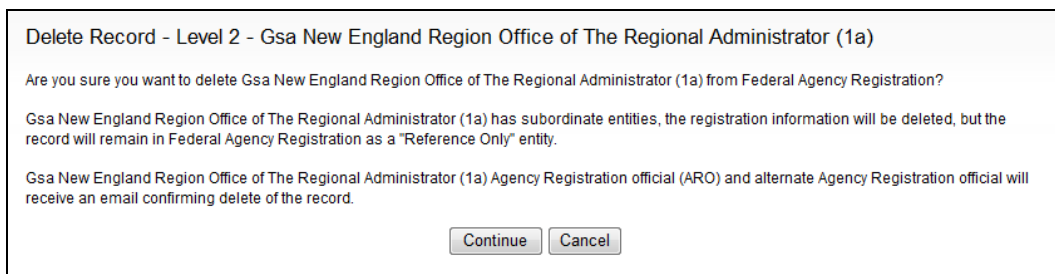 Delete Record - Level 2 - Gsa New England Region Office of The Regional Administrator (1a)
Are you sure you want to delete Gsa New England Region Office of The Regional Administrator (1a) from Federal Agency Registration?
Gsa New England Region Office of The Regional Administrator (1a) has subordinate entities, the registration information will be deleted, but the
record will remain in Federal Agency Registration as a "Reference Only" entity.
Gsa New England Region Office of The Regional Administrator (1a) Agency Registration official (ARO) and alternate Agency Registration official will
receive an email confirming delete of the record.
Continue Cancel